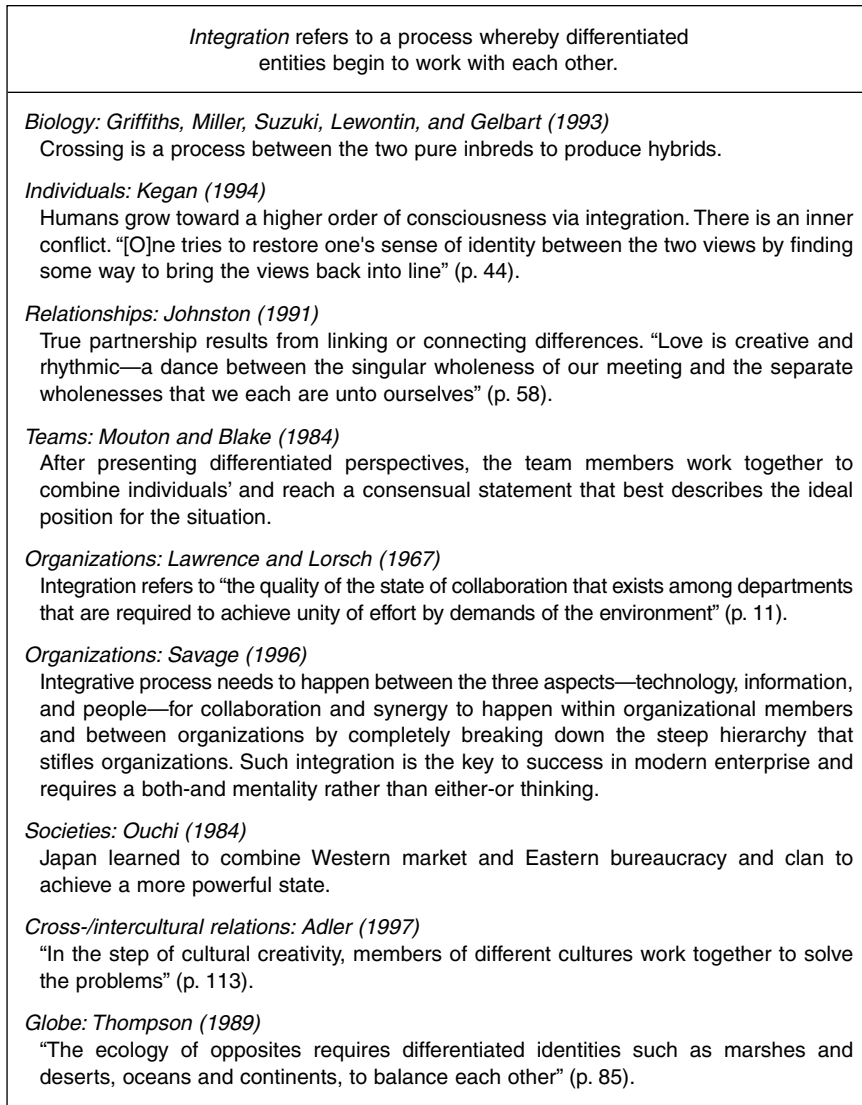 Integration refers to a process whereby differentiated
entities begin to work with each other.
Biology: Griffiths, Miller, Suzuki, Lewontin, and Gelbart (1993)
Crossing is a process between the two pure inbreds to produce hybrids.
Individuals: Kegan (1994)
Humans grow toward a higher order of consciousness via integration. There is an inner
conflict. “[O]ne tries to restore one's sense of identity between the two views by finding
some way to bring the views back into line” (p. 44).
Relationships: Johnston (1991)
True partnership results from linking or connecting differences. “Love is creative and
rhythmic—a dance between the singular wholeness of our meeting and the separate
wholenesses that we each are unto ourselves” (p. 58).
Teams: Mouton and Blake (1984)
After presenting differentiated perspectives, the team members work together to
combine individuals’ and reach a consensual statement that best describes the ideal
position for the situation.
Organizations: Lawrence and Lorsch (1967)
Integration refers to “the quality of the state of collaboration that exists among departments
that are required to achieve unity of effort by demands of the environment” (p. 11).
Organizations: Savage (1996)
Integrative process needs to happen between the three aspects—technology, information,
and people—for collaboration and synergy to happen within organizational members
and between organizations by completely breaking down the steep hierarchy that
stifles organizations. Such integration is the key to success in modern enterprise and
requires a both-and mentality rather than either-or thinking.
Societies: Ouchi (1984)
Japan learned to combine Western market and Eastern bureaucracy and clan to
achieve a more powerful state.
Cross-/intercultural relations: Adler (1997)
“In the step of cultural creativity, members of different cultures work together to solve
the problems” (p. 113).
Globe: Thompson (1989)
“The ecology of opposites requires differentiated identities such as marshes and
deserts, oceans and continents, to balance each other” (p. 85).